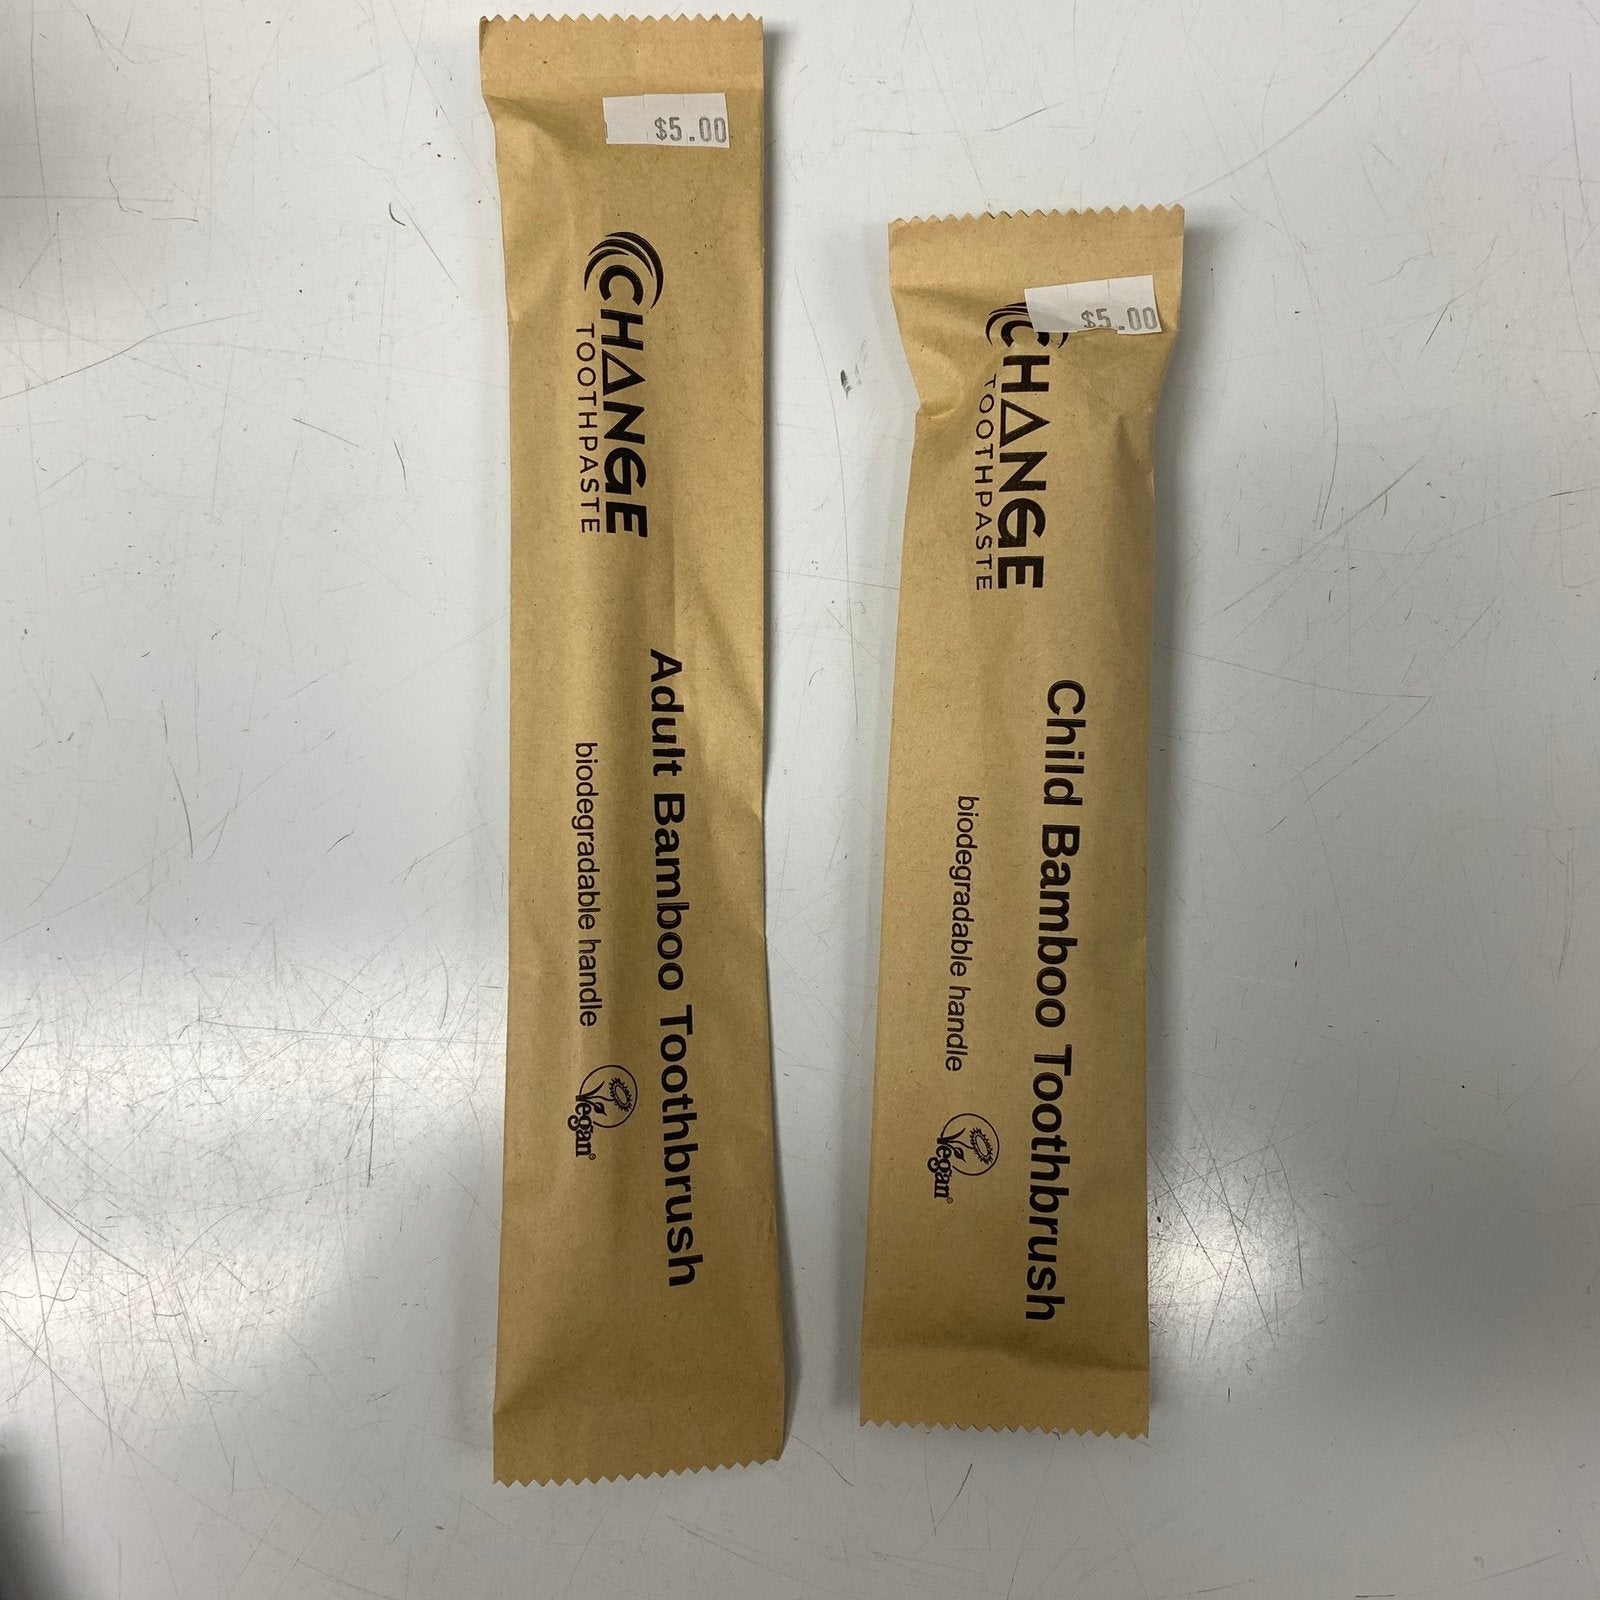 $5.00
CHANGE
TOOTHPASTE
Adult Bamboo Toothbrush
biodegradable handle
Vegan®
$5.00
CHANGE
TOOTHPASTE
Child Bamboo Toothbrush
biodegradable handle
Vegan®